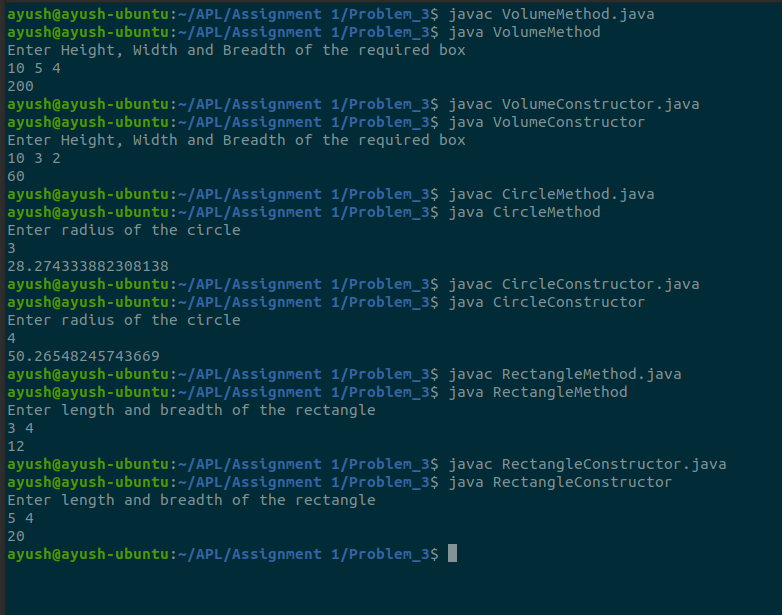 ayush@ayush-ubuntu:~/APL/Assignment 1/Problem_3$ javac VolumeMethod.java
ayush@ayush-ubuntu:~/APL/Assignment 1/Problem_3$ java VolumeMethod
Enter Height, Width and Breadth of the required box
10 5 4
200
ayush@ayush-ubuntu:~/APL/Assignment 1/Problem_3$ javac VolumeConstructor.java
ayush@ayush-ubuntu:~/APL/Assignment 1/Problem_3$ java VolumeConstructor
Enter Height, Width and Breadth of the required box
10 3 2
60
ayush@ayush-ubuntu:~/APL/Assignment 1/Problem_3$ javac CircleMethod.java
ayush@ayush-ubuntu:~/APL/Assignment 1/Problem_3$ java CircleMethod
Enter radius of the circle
3
28.274333882308138
ayush@ayush-ubuntu:~/APL/Assignment 1/Problem_3$ javac CircleConstructor.java
ayush@ayush-ubuntu:~/APL/Assignment 1/Problem_3$ java CircleConstructor
Enter radius of the circle
4
50.26548245743669
ayush@ayush-ubuntu:~/APL/Assignment 1/Problem_3$ javac RectangleMethod.java
ayush@ayush-ubuntu:~/APL/Assignment 1/Problem_3$ java RectangleMethod
Enter length and breadth of the rectangle
3 4
12
ayush@ayush-ubuntu:~/APL/Assignment 1/Problem_3$ javac RectangleConstructor.java
ayush@ayush-ubuntu:~/APL/Assignment 1/Problem_3$ java RectangleConstructor
Enter length and breadth of the rectangle
5 4
20
ayush@ayush-ubuntu:~/APL/Assignment 1/Problem_3$